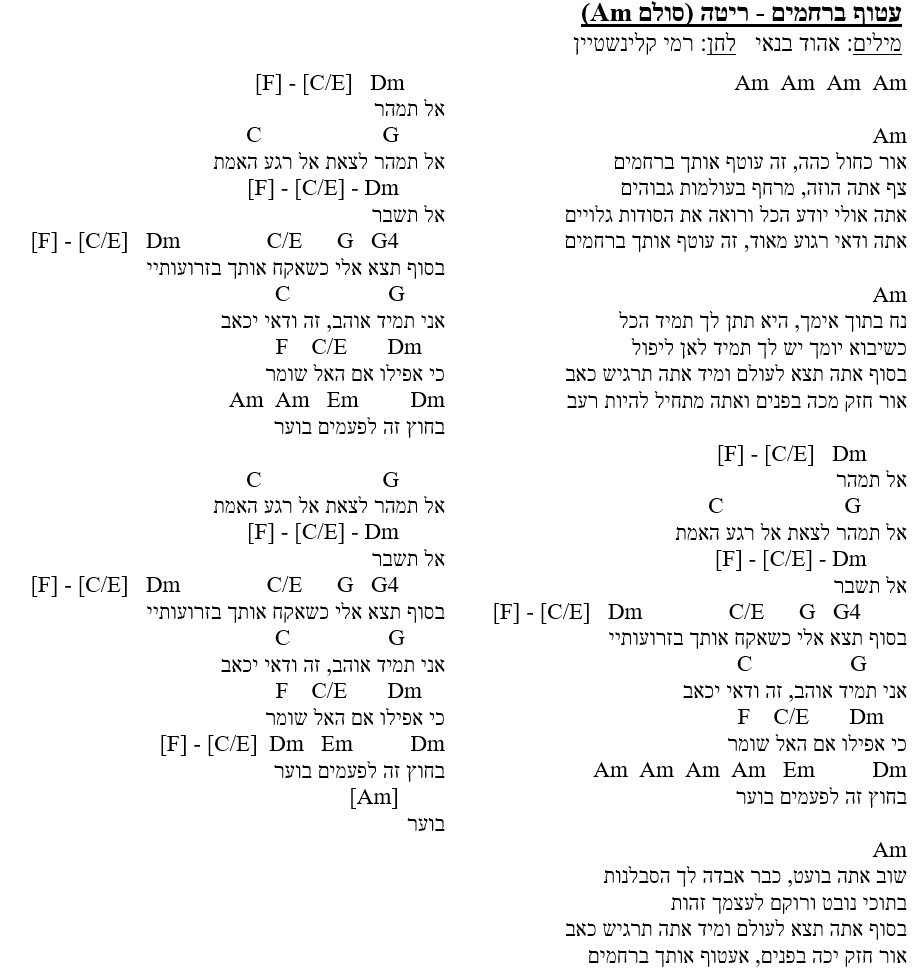 עטוף ברחמים - ריטה (סולם Am)
מילים: אהוד בנאי לחן: רמי קלינשטיין
Am Am Am Am
Am
אור כחול כהה, זה עוטף אותך ברחמים
צף אתה הוזה, מרחף בעולמות גבוהים
אתה אולי יודע הכל ורואה את הסודות גלויים
אתה ודאי רגוע מאוד, זה עוטף אותך ברחמים
Am
נח בתוך אימך, היא תתן לך תמיד הכל
כשיבוא יומך יש לך תמיד לאן ליפול
בסוף אתה תצא לעולם ומיד אתה תרגיש כאב
אור חזק מכה בפנים ואתה מתחיל להיות רעב
[F] - [C/E] Dm
אל תמהר
C G
אל תמהר לצאת אל רגע האמת
[F] - [C/E] - Dm
אל תשבר
[F] - [C/E] Dm C/E G G4
בסוף תצא אלי כשאקח אותך בזרועותיי
C G
אני תמיד אוהב, זה ודאי יכאב
F C/E Dm
כי אפילו אם האל שומר
Am Am Am Am Em Dm
בחוץ זה לפעמים בוער
Am
שוב אתה בועט, כבר אבדה לך הסבלנות
בתוכי נובט ורוקם לעצמך זהות
בסוף אתה תצא לעולם ומיד אתה תרגיש כאב
אור חזק יכה בפנים, אעטוף אותך ברחמים
[F] - [C/E] Dm
אל תמהר
C G
אל תמהר לצאת אל רגע האמת
[F] - [C/E] - Dm
אל תשבר
[F] - [C/E] Dm C/E G G4
בסוף תצא אלי כשאקח אותך בזרועותיי
C G
אני תמיד אוהב, זה ודאי יכאב
F C/E Dm
כי אפילו אם האל שומר
Am Am Em Dm
בחוץ זה לפעמים בוער
C G
אל תמהר לצאת אל רגע האמת
[F] - [C/E] - Dm
אל תשבר
[F] - [C/E] Dm C/E G G4
בסוף תצא אלי כשאקח אותך בזרועותיי
C G
אני תמיד אוהב, זה ודאי יכאב
F C/E Dm
כי אפילו אם האל שומר
[F] - [C/E] Dm Em Dm
בחוץ זה לפעמים בוער
[Am]
בוער